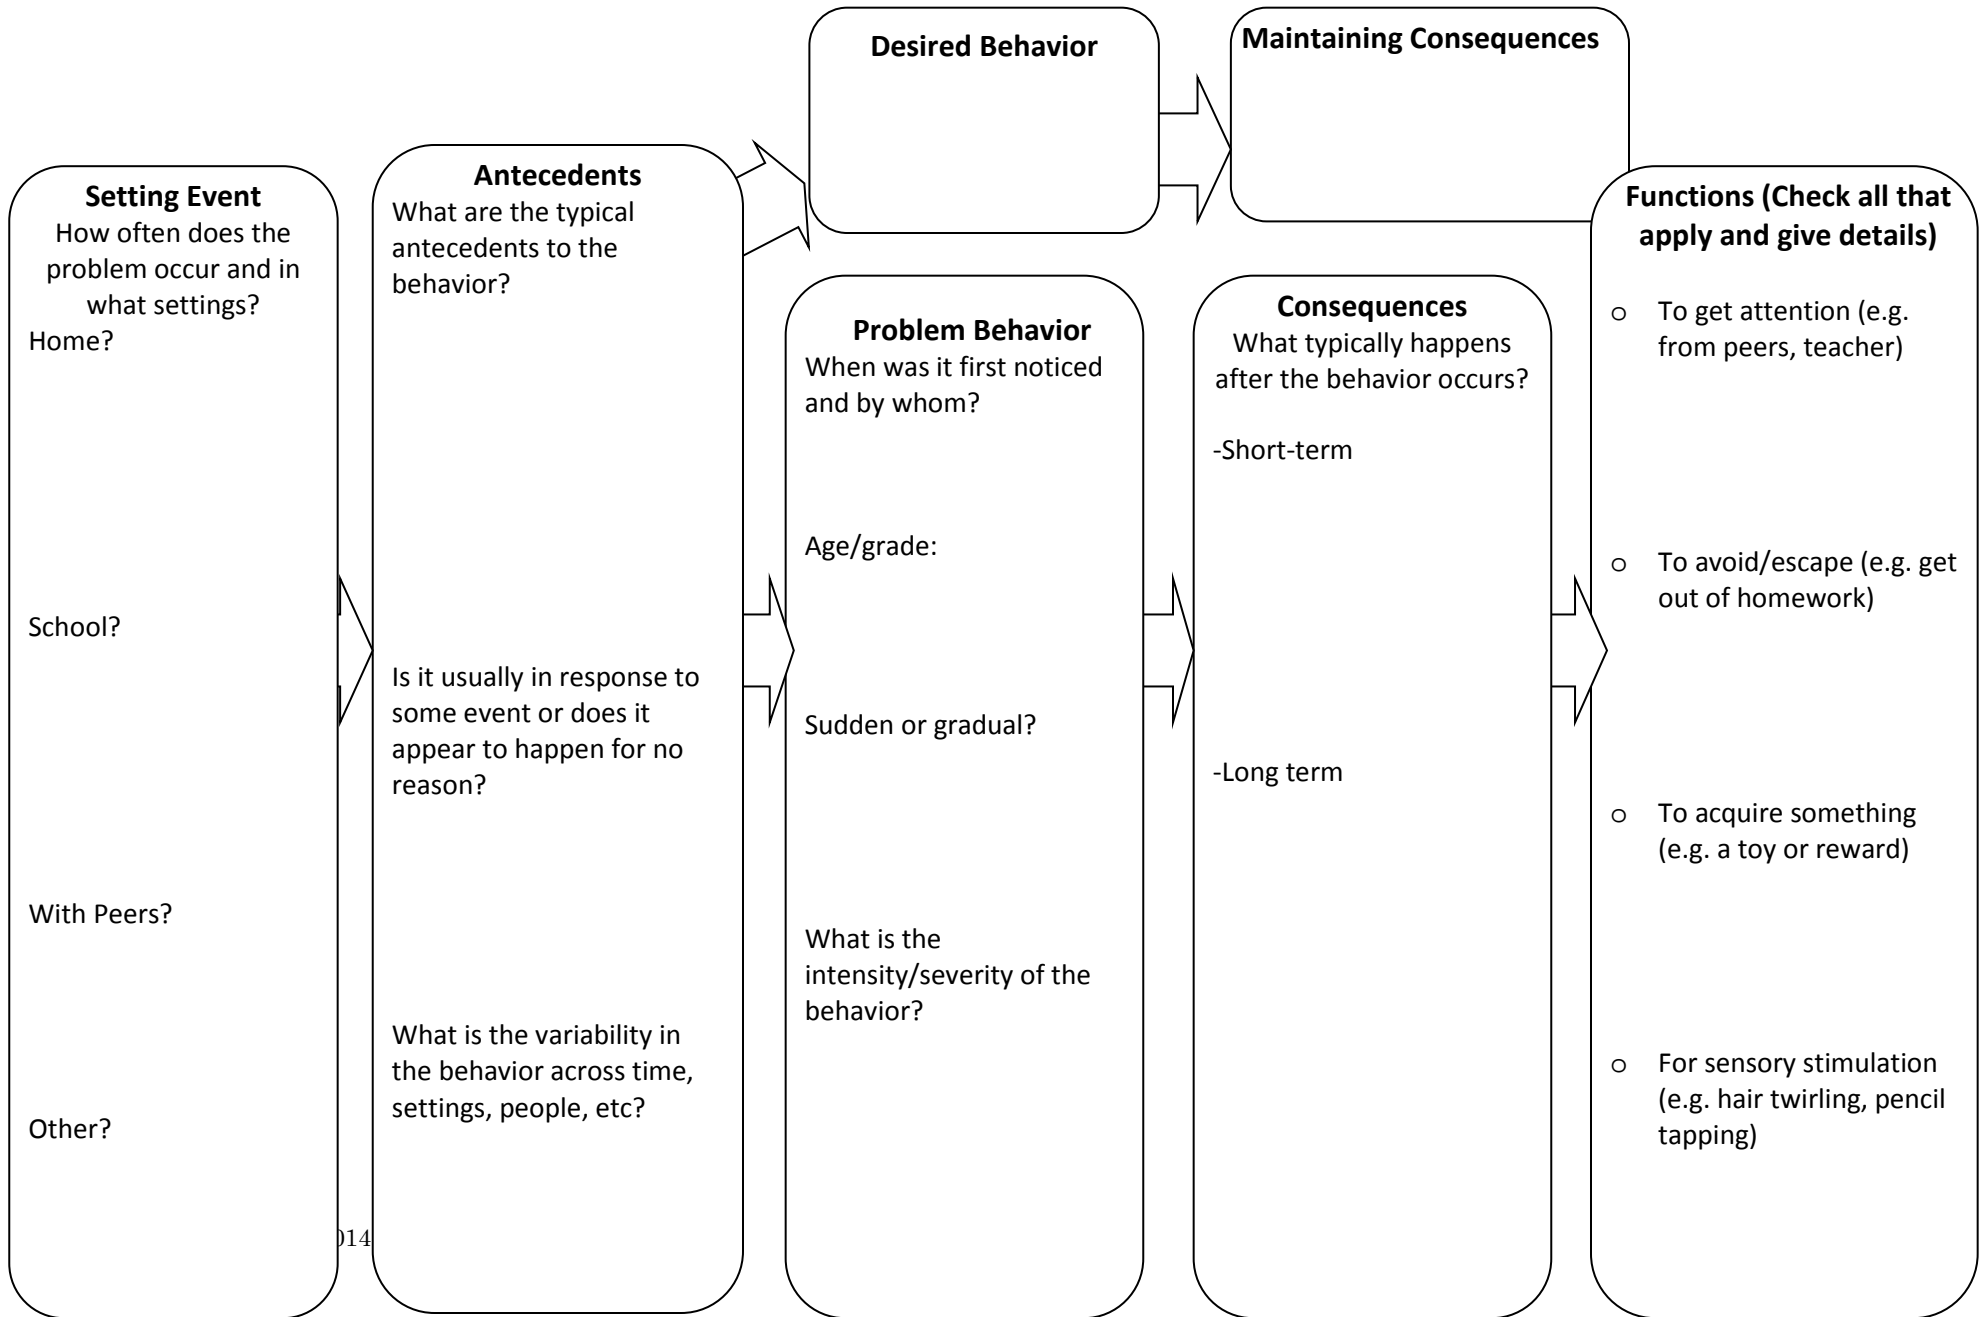 Desired Behavior
Maintaining Consequences
Setting Event
How often does the
problem occur and in
what settings?
Home?
School?
With Peers?
Other?
Antecedents
What are the typical
antecedents to the
behavior?
Is it usually in response to
some event or does it
appear to happen for no
reason?
What is the variability in
the behavior across time,
settings, people, etc?
Problem Behavior
When was it first noticed
and by whom?
Age/grade:
Sudden or gradual?
What is the
intensity/severity of the
behavior?
Consequences
What typically happens
after the behavior occurs?
-Short-term
-Long term
Functions (Check all that
apply and give details)
o To get attention (e.g.
from peers, teacher)
o To avoid/escape (e.g. get
out of homework)
o To acquire something
(e.g. a toy or reward)
o For sensory stimulation
(e.g. hair twirling, pencil
tapping)